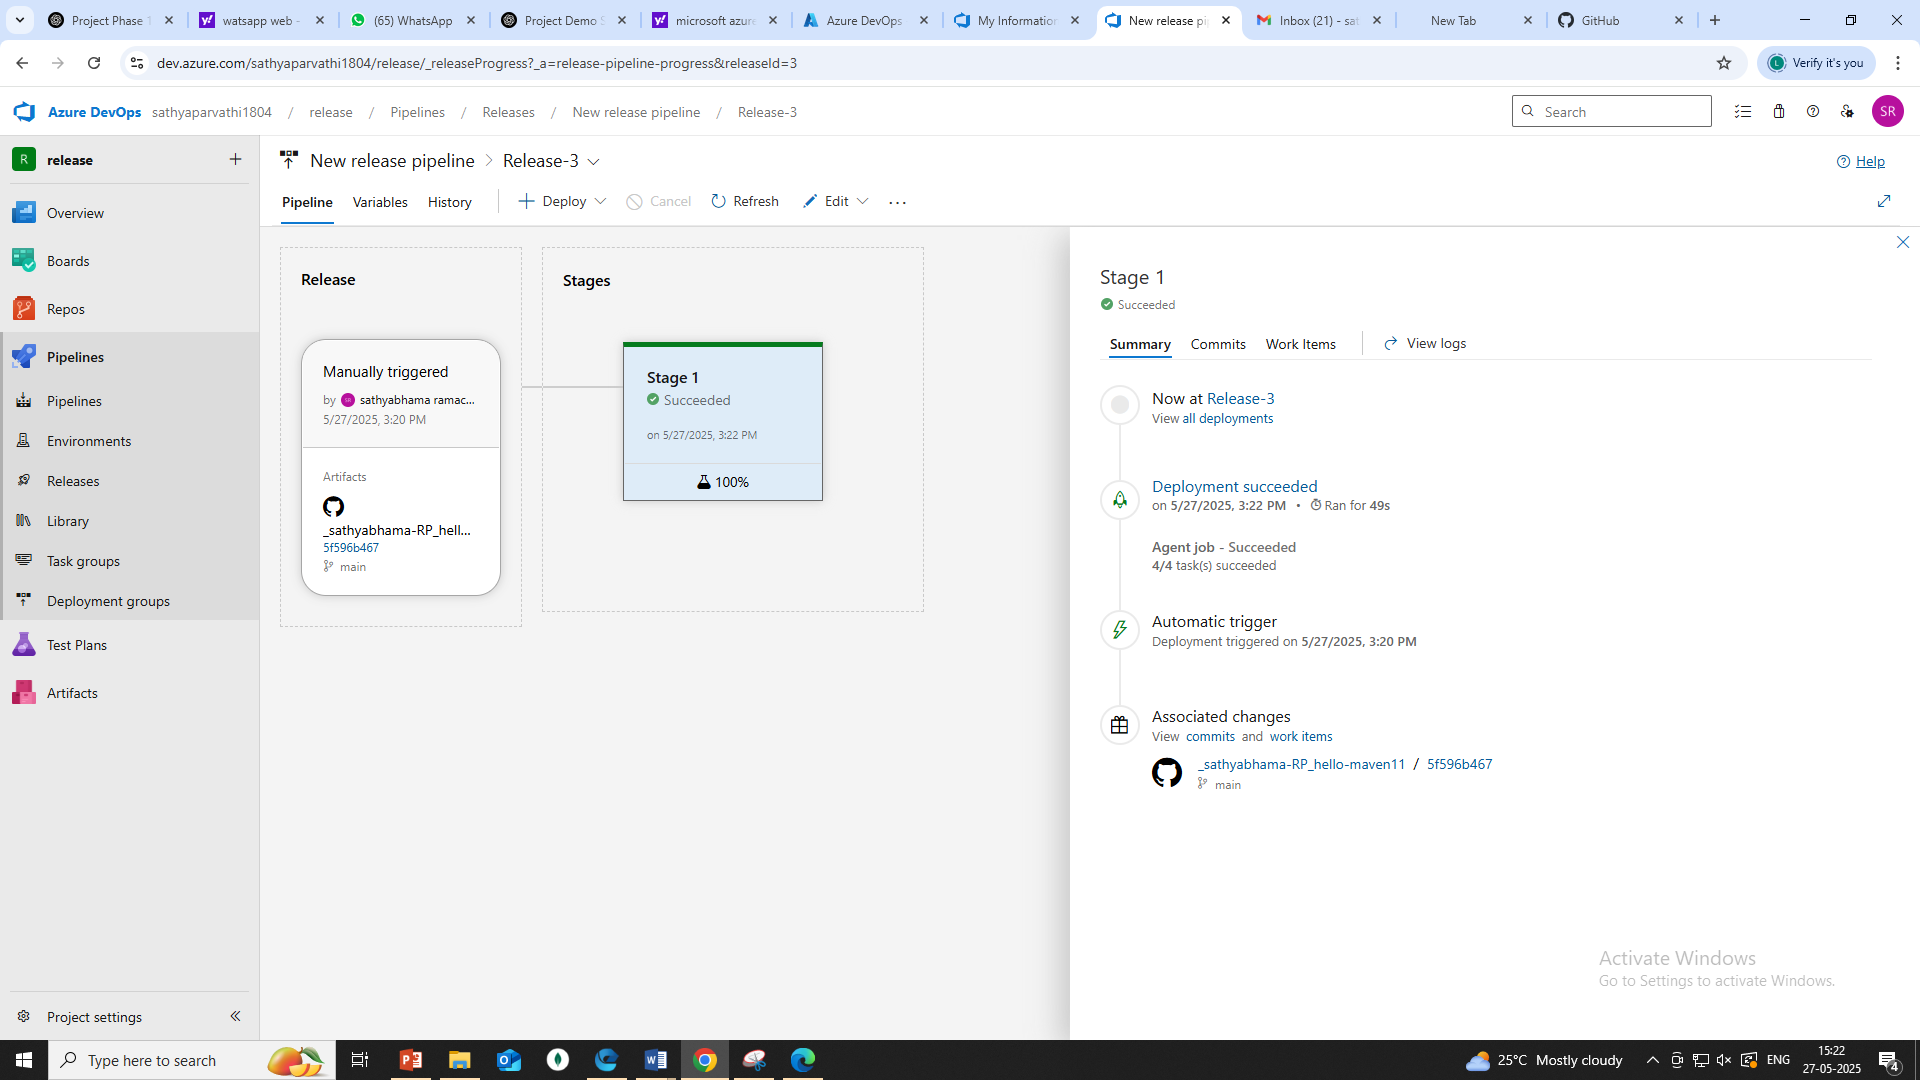 Project Phase 1
watsapp web -
(65) WhatsApp
Project Demo S
microsoft azure
Azure DevOps
My Information
New release pi
Inbox (21) - sat
New Tab
GitHub
dev.azure.com/sathyaparvathi1804/release/_releaseProgress?_a=release-pipeline-progress&releaseId=3
L
Verify it's you
Azure DevOps
sathyaparvathi1804 / release / Pipelines / Releases / New release pipeline / Release-3
Search
SR
R
release
New release pipeline
Release-3
Help
Pipeline
Variables
History
Deploy
Cancel
Refresh
Edit
Overview
Boards
Repos
Pipelines
Pipelines
Environments
Releases
Library
Task groups
Deployment groups
Test Plans
Artifacts
Project settings
Release
Manually triggered
by SR sathyabhama ramac...
5/27/2025, 3:20 PM
Artifacts
_sathyabhama-RP_hell...
5f596b467
main
Stages
Stage 1
Succeeded
on 5/27/2025, 3:22 PM
100%
Stage 1
Succeeded
Summary
Commits
Work Items
View logs
Now at Release-3
View all deployments
Deployment succeeded
on 5/27/2025, 3:22 PM • Ran for 49s
Agent job - Succeeded
4/4 task(s) succeeded
Automatic trigger
Deployment triggered on 5/27/2025, 3:20 PM
Associated changes
View commits and work items
_sathyabhama-RP_hello-maven11 / 5f596b467
main
Activate Windows
Go to Settings to activate Windows.
Type here to search
25°C Mostly cloudy
ENG
15:22
27-05-2025
4